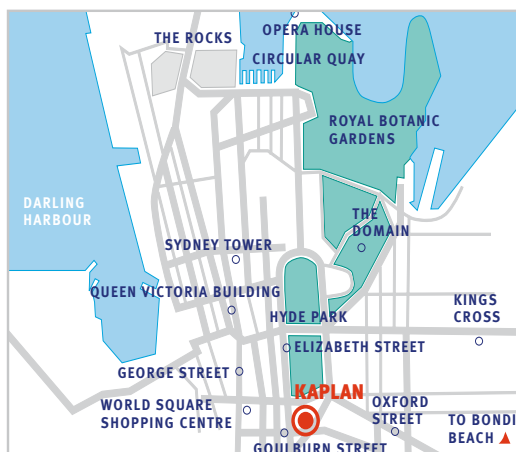 OPERA HOUSE
THE ROCKS
CIRCULAR QUAY
ROYAL BOTANIC
GARDENS
DARLING
HARBOUR
THE
DOMAIN
SYDNEY TOWER
QUEEN VICTORIA BUILDING
HYDE PARK
KINGS
CROSS
ELIZABETH STREET
GEORGE STREET
KAPLAN
WORLD SQUARE
SHOPPING CENTRE
OXFORD
STREET
TO BONDI
BEACH
GOULBURN STREET